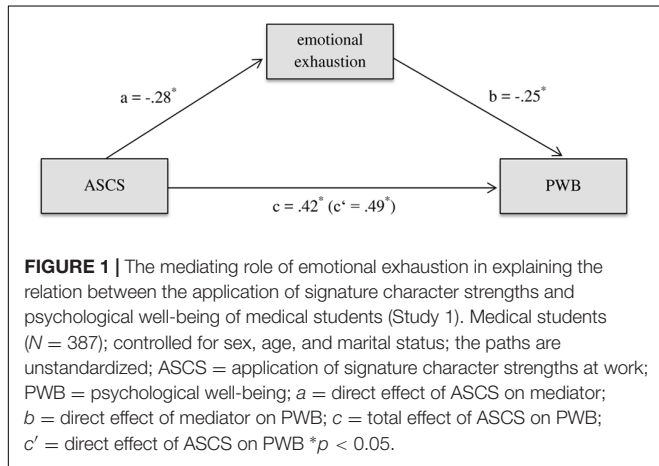 emotional
exhaustion
a = -.28*
b = -.25*
ASCS
PWB
c = .42* (c‘ = .49*)
FIGURE 1 | The mediating role of emotional exhaustion in explaining the
relation between the application of signature character strengths and
psychological well-being of medical students (Study 1). Medical students
(N = 387); controlled for sex, age, and marital status; the paths are
unstandardized; ASCS = application of signature character strengths at work;
PWB = psychological well-being; a = direct effect of ASCS on mediator;
b = direct effect of mediator on PWB; c = total effect of ASCS on PWB;
c′ = direct effect of ASCS on PWB *p < 0.05.